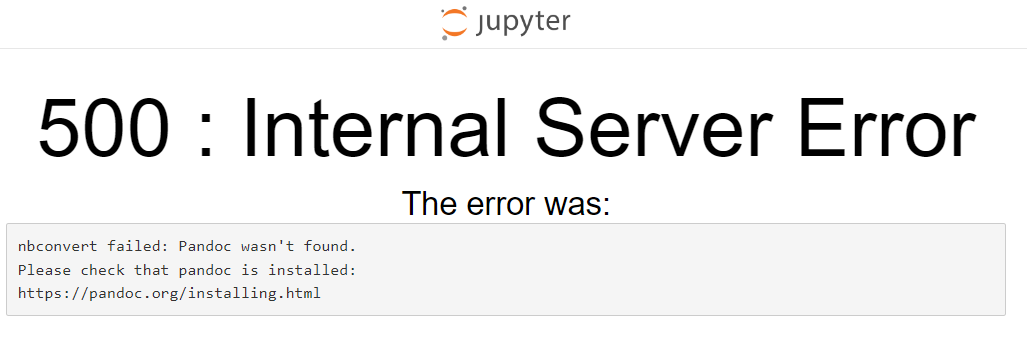 jupyter
500 : Internal Server Error
The error was:
nbconvert failed: Pandoc wasn't found.
Please check that pandoc is installed:
https://pandoc.org/installing.html